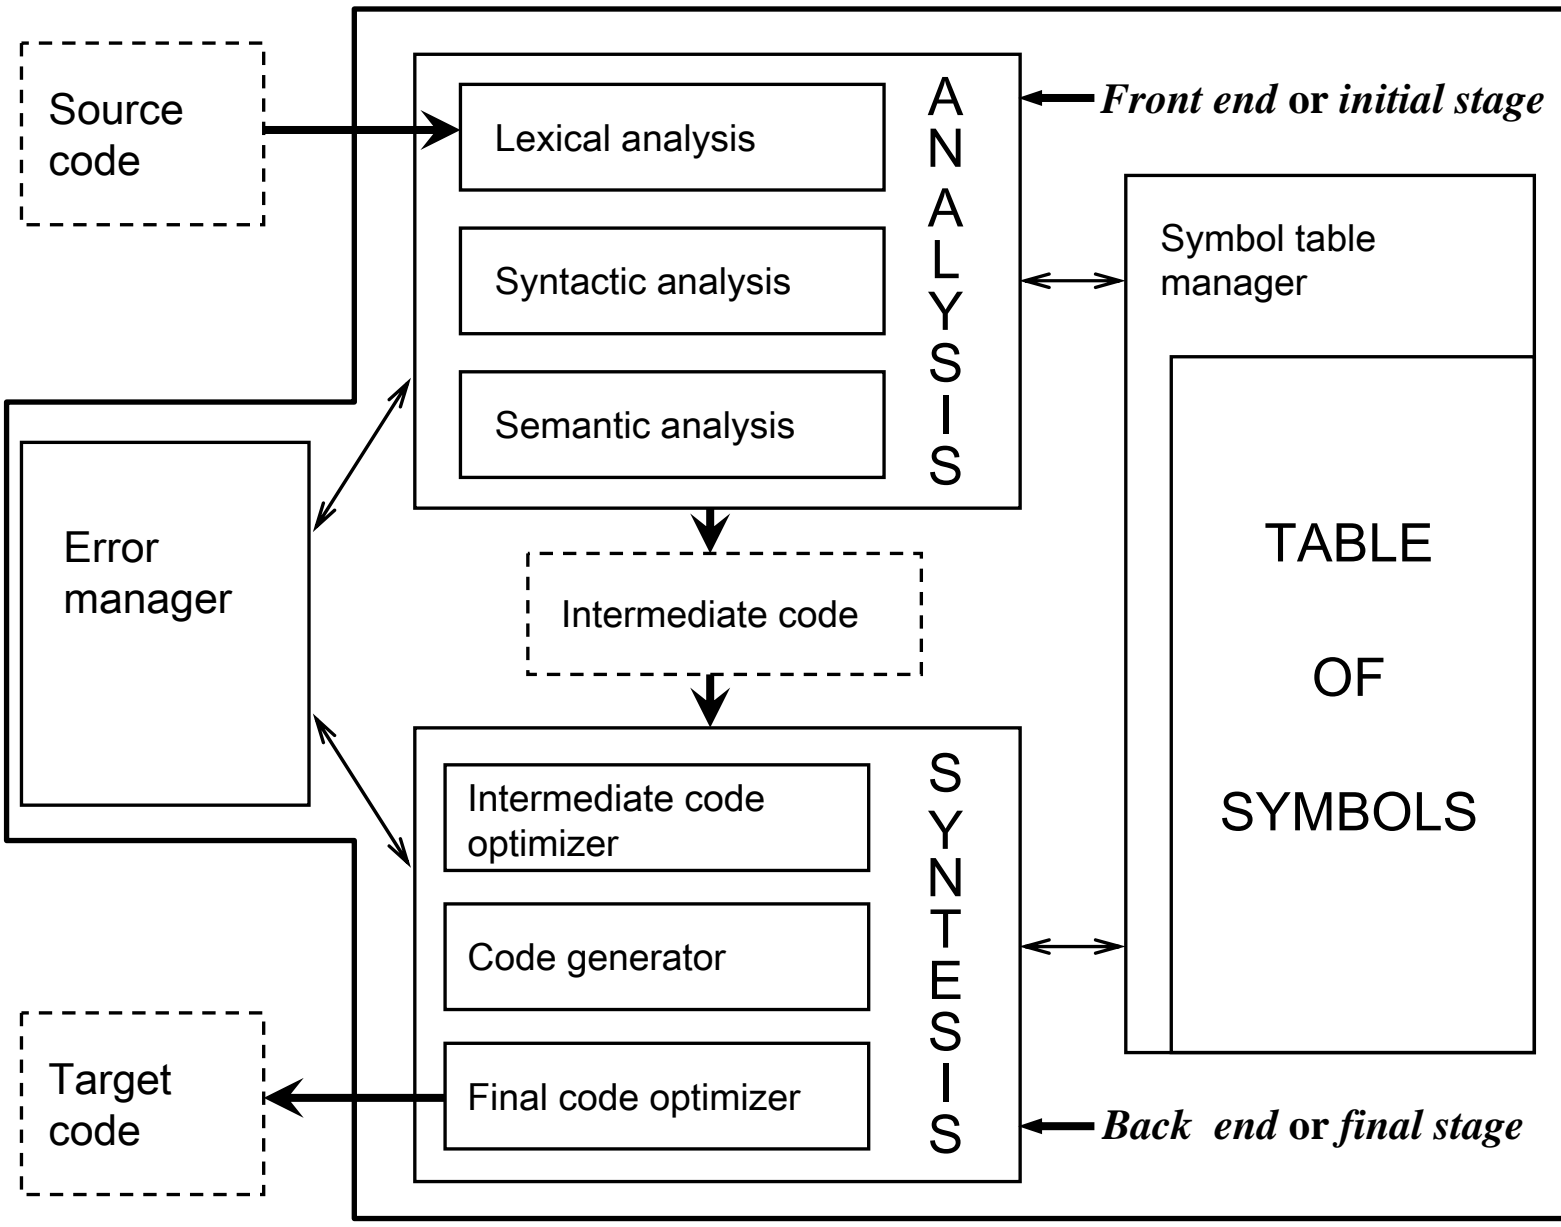 Source
code
Lexical analysis
Syntactic analysis
Semantic analysis
ANALYSIS
Front end or initial stage
Symbol table
manager
TABLE
OF
SYMBOLS
Error
manager
Intermediate code
Intermediate code
optimizer
Code generator
Final code optimizer
SYNTESIS
Back end or final stage
Target
code